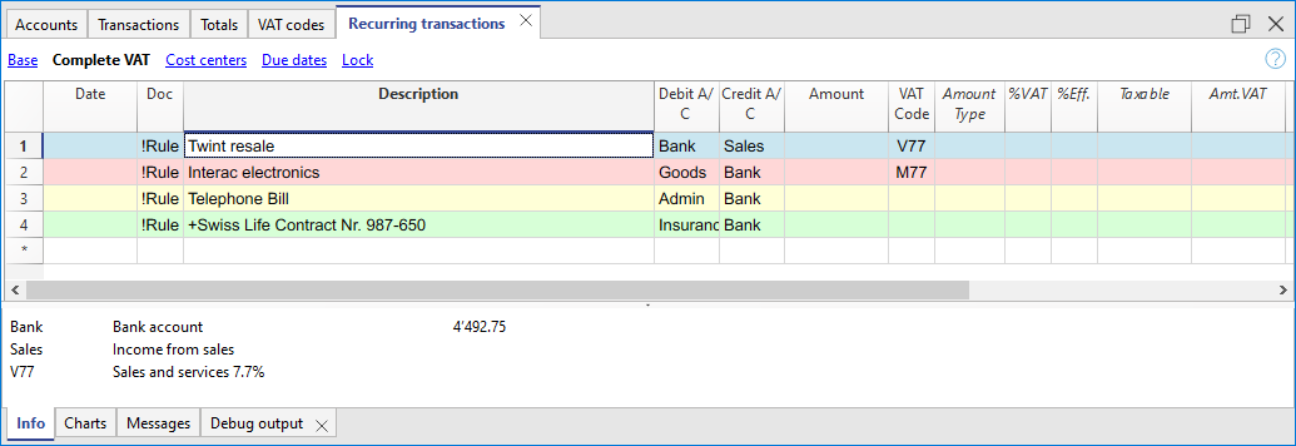 Accounts Transactions Totals VAT codes Recurring transactions
Base Complete VAT Cost centers Due dates Lock
Date Doc Description Debit A/C Credit A/C Amount VAT Code Amount Type %VAT %Eff. Taxable Amt.VAT
1 !Rule Twint resale Bank Sales V77
2 !Rule Interac electronics Goods Bank M77
3 !Rule Telephone Bill Admin Bank
4 !Rule +Swiss Life Contract Nr. 987-650 Insuranc Bank
*
Bank Bank account 4'492.75
Sales Income from sales
V77 Sales and services 7.7%
Info Charts Messages Debug output